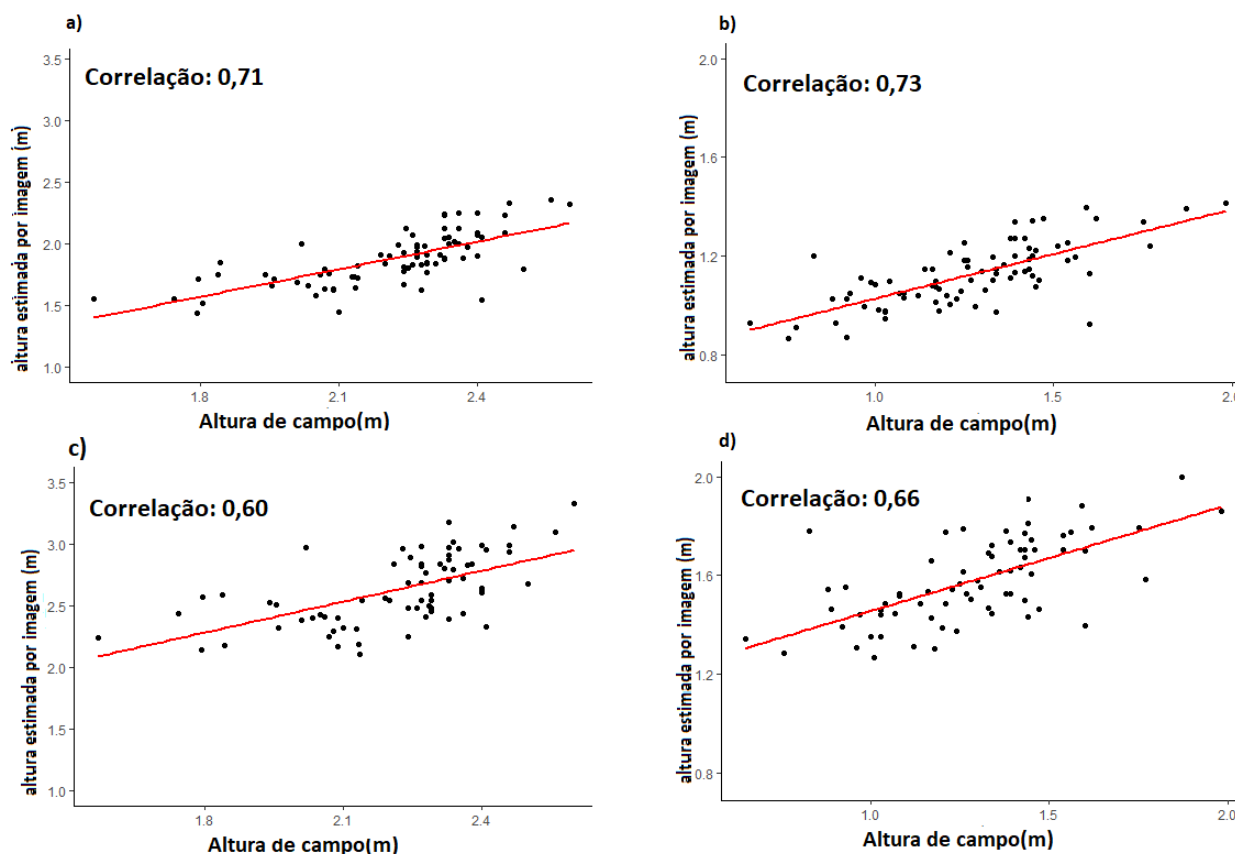 a)
Correlação: 0,71
altura estimada por imagem (m)
3.5
3.0
2.5
2.0
1.5
1.0
1.8
2.1
2.4
Altura de campo(m)
b)
Correlação: 0,73
altura estimada por imagem (m)
2.0
1.6
1.2
0.8
1.0
1.5
2.0
Altura de campo(m)
c)
Correlação: 0,60
altura estimada por imagem (m)
3.5
3.0
2.5
2.0
1.5
1.0
1.8
2.1
2.4
Altura de campo(m)
d)
Correlação: 0,66
altura estimada por imagem (m)
2.0
1.6
1.2
0.8
1.0
1.5
2.0
Altura de campo(m)